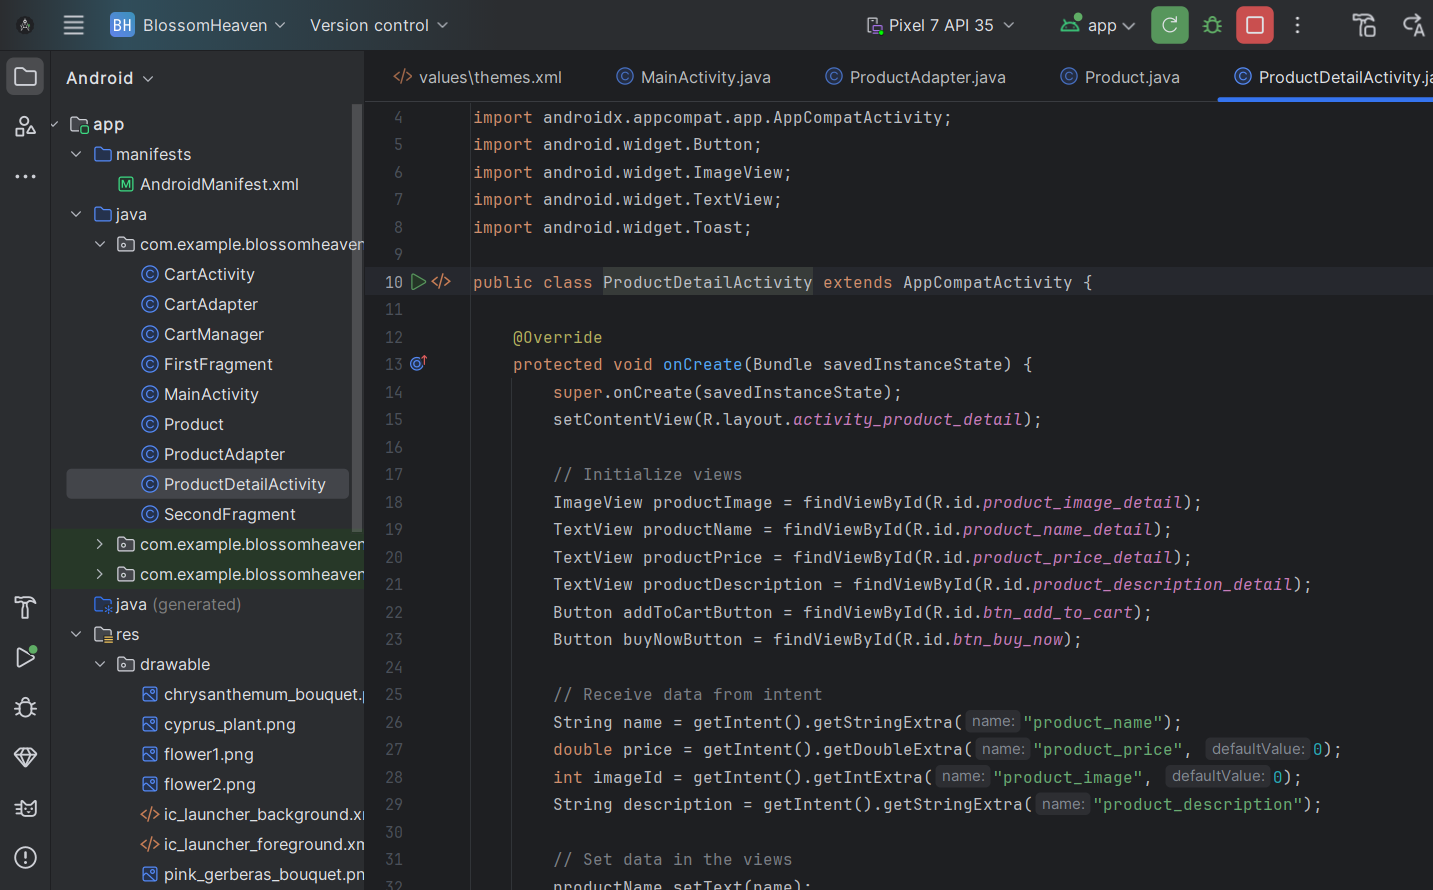 BH BlossomHeaven Version control Pixel 7 API 35 app
Android
values\themes.xml MainActivity.java ProductAdapter.java Product.java ProductDetailActivity.ja
app
manifests
AndroidManifest.xml
java
com.example.blossomheaven
CartActivity
CartAdapter
CartManager
FirstFragment
MainActivity
Product
ProductAdapter
ProductDetailActivity
SecondFragment
com.example.blossomheaven
com.example.blossomheaven
java (generated)
res
drawable
chrysanthemum_bouquet.p
cyprus_plant.png
flower1.png
flower2.png
ic_launcher_background.xm
ic_launcher_foreground.xm
pink_gerberas_bouquet.pn
4 import androidx.appcompat.app.AppCompatActivity;
5 import android.widget.Button;
6 import android.widget.ImageView;
7 import android.widget.TextView;
8 import android.widget.Toast;
9
10 public class ProductDetailActivity extends AppCompatActivity {
11
12 @Override
13 protected void onCreate(Bundle savedInstanceState) {
14 super.onCreate(savedInstanceState);
15 setContentView(R.layout.activity_product_detail);
16
17 // Initialize views
18 ImageView productImage = findViewById(R.id.product_image_detail);
19 TextView productName = findViewById(R.id.product_name_detail);
20 TextView productPrice = findViewById(R.id.product_price_detail);
21 TextView productDescription = findViewById(R.id.product_description_detail);
22 Button addToCartButton = findViewById(R.id.btn_add_to_cart);
23 Button buyNowButton = findViewById(R.id.btn_buy_now);
24
25 // Receive data from intent
26 String name = getIntent().getStringExtra( name: "product_name");
27 double price = getIntent().getDoubleExtra( name: "product_price", defaultValue: 0);
28 int imageId = getIntent().getIntExtra( name: "product_image", defaultValue: 0);
29 String description = getIntent().getStringExtra( name: "product_description");
30
31 // Set data in the views
32 productName.setText(name);